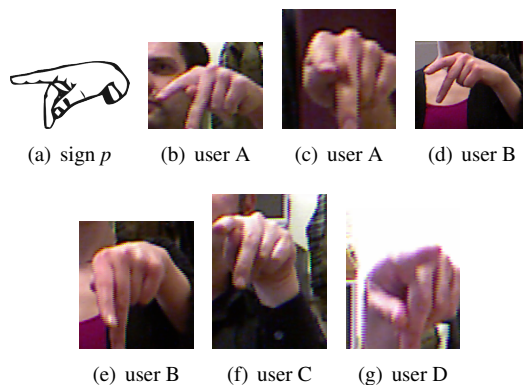 (a) sign p
(b) user A
(c) user A
(d) user B
(e) user B
(f) user C
(g) user D